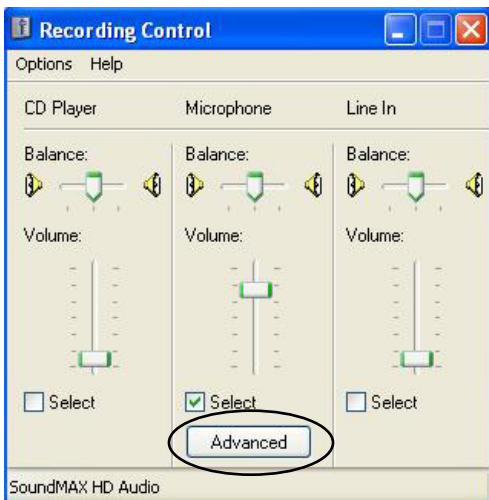 Recording Control
Options Help
CD Player Microphone Line In
Balance: Balance: Balance:
Volume: Volume: Volume:
Select Select Select
Advanced
SoundMAX HD Audio